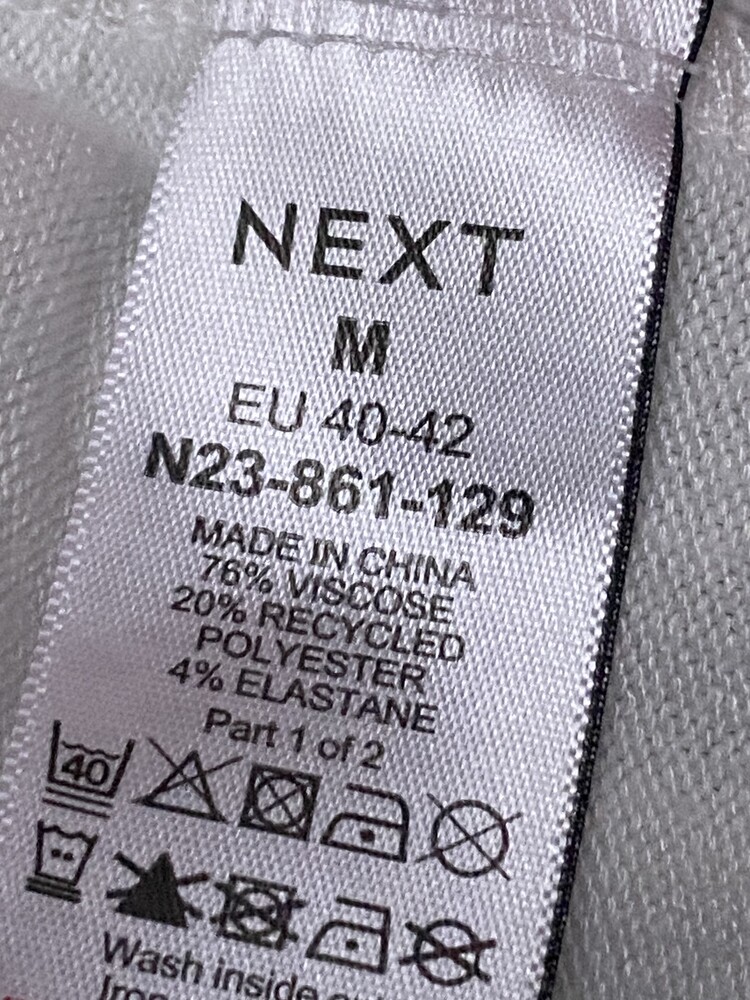 NEXT
M
EU 40-42
N23-861-129
MADE IN CHINA
76% VISCOSE
20% RECYCLED
POLYESTER
4% ELASTANE
Part 1 of 2
40
Wash inside
Iron